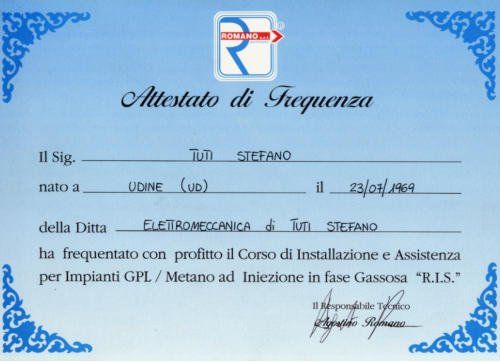 ROMANO s.r.l.
R
Attestato di Frequenza
Il Sig. TUTI STEFANO
nato a UDINE (UD) il 23/07/1969
della Ditta ELETTROMECCANICA di TUTI STEFANO
ha frequentato con profitto il Corso di Installazione e Assistenza
per Impianti GPL / Metano ad Iniezione in fase Gassosa "R.I.S."
Il Responsabile Tecnico
Agostino Romano